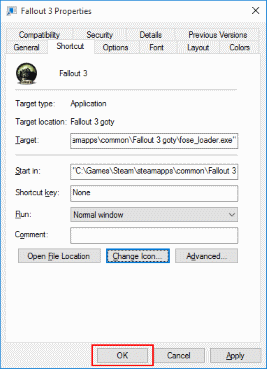 Fallout 3 Properties
Compatibility Security Details Previous Versions
General Shortcut Options Font Layout Colors
Fallout 3
Target type: Application
Target location: Fallout 3 goty
Target: amapps\common\Fallout 3 goty\fose_loader.exe"
Start in: "C:\Games\Steam\steamapps\common\Fallout 3
Shortcut key: None
Run: Normal window
Comment:
Open File Location Change Icon... Advanced...
OK Cancel Apply